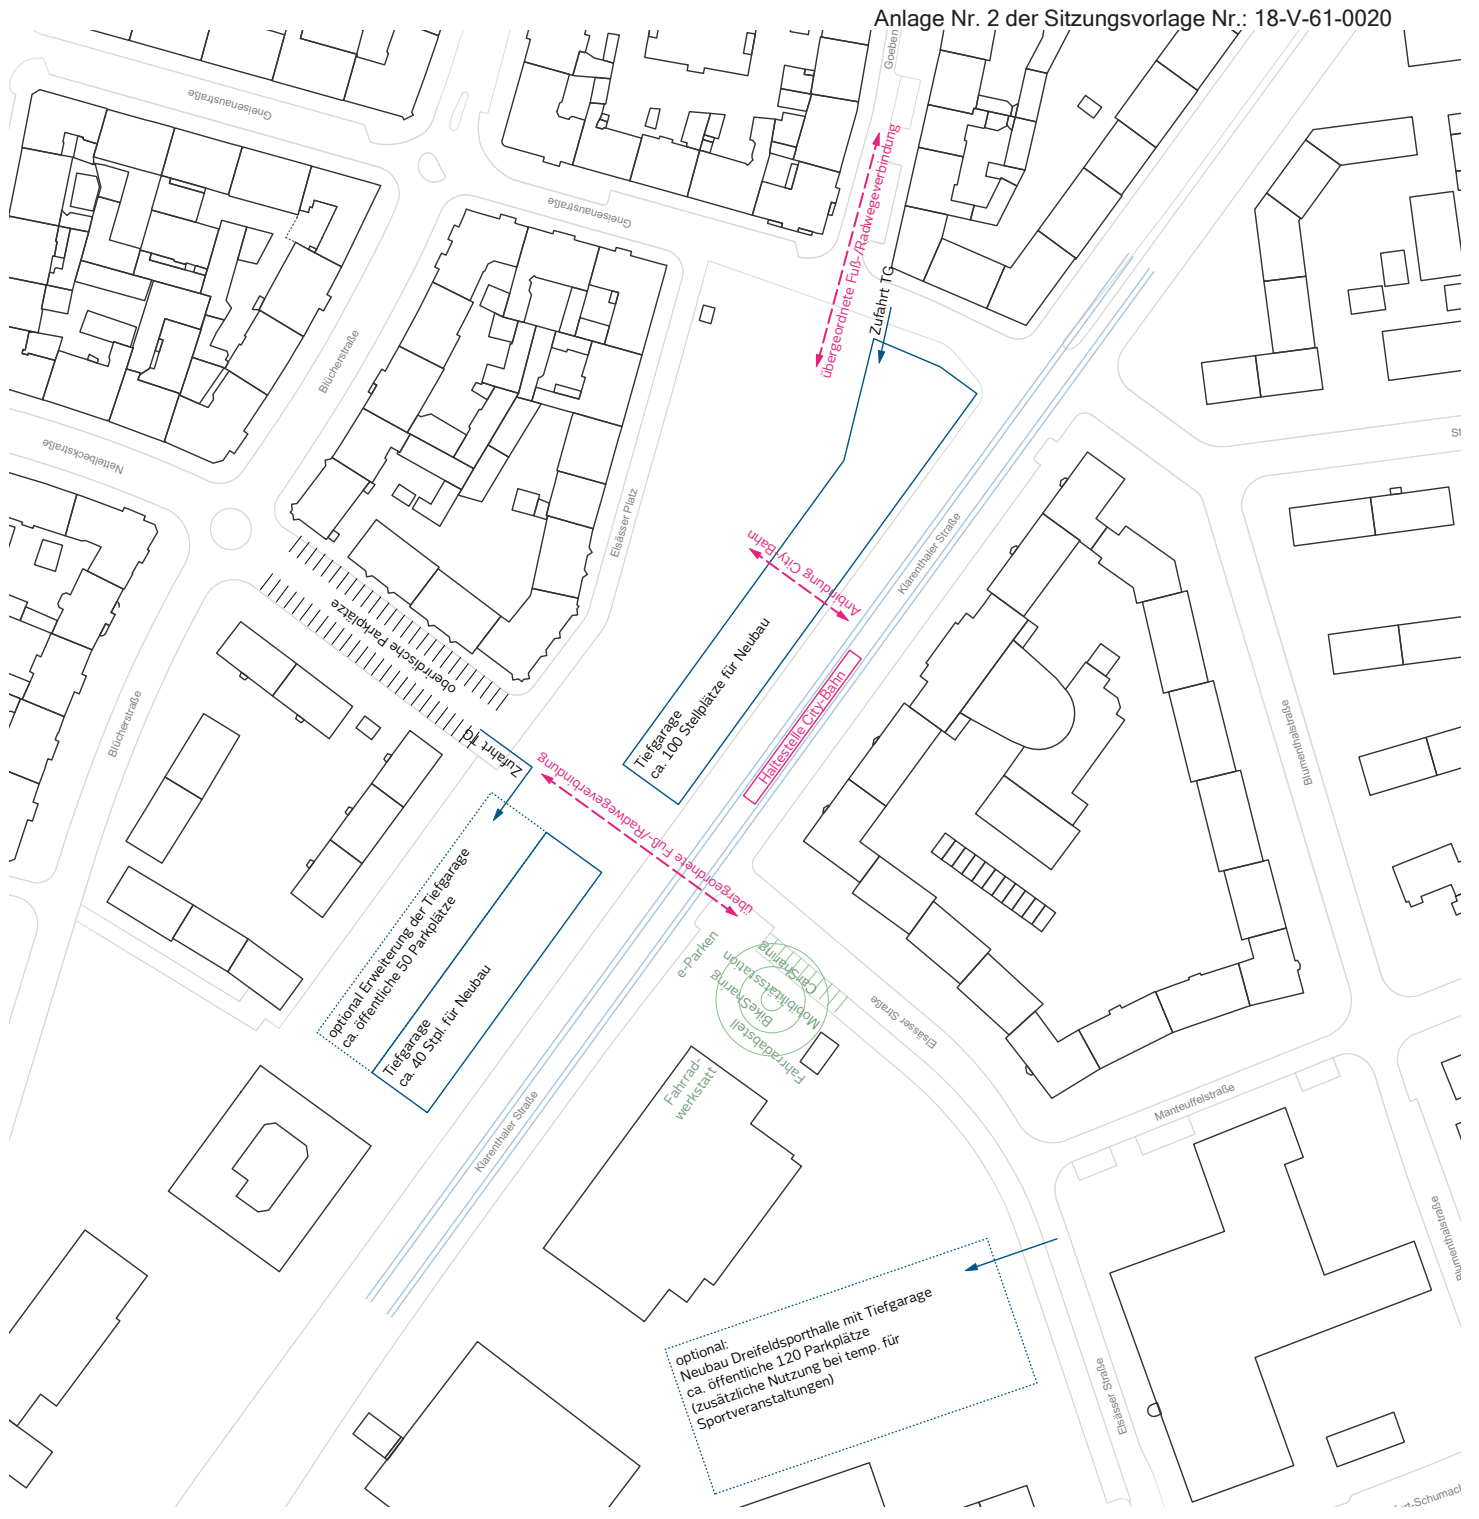 Anlage Nr. 2 der Sitzungsvorlage Nr.: 18-V-61-0020
Goeben
Gneisenaustraße
Gneisenaustraße
übergeordnete Fuß-/Radwegeverbindung
Zufahrt TG
Blücherstraße
Nettelbeckstraße
Elsässer Platz
Anbindung City-Bahn
Klarenthaler Straße
oberirdische Parkplätze
Tiefgarage
ca. 100 Stellplätze für Neubau
Haltestelle City-Bahn
Blücherstraße
Zufahrt TG
übergeordnete Fuß-/Radwegeverbindung
Blumenthalstraße
optional Erweiterung der Tiefgarage
ca. öffentliche 50 Parkplätze
Tiefgarage
ca. 40 Stpl. für Neubau
e-Parken
CarSharing
Mobilitätsstation
BikeSharing
Fahrradabstell
Fahrrad-
werkstatt
Elsässer Straße
Klarenthaler Straße
Manteuffelstraße
Blumenthalstraße
optional:
Neubau Dreifeldsporthalle mit Tiefgarage
ca. öffentliche 120 Parkplätze
(zusätzliche Nutzung bei temp. für
Sportveranstaltungen)
Elsässer Straße
St
rt-Schumach